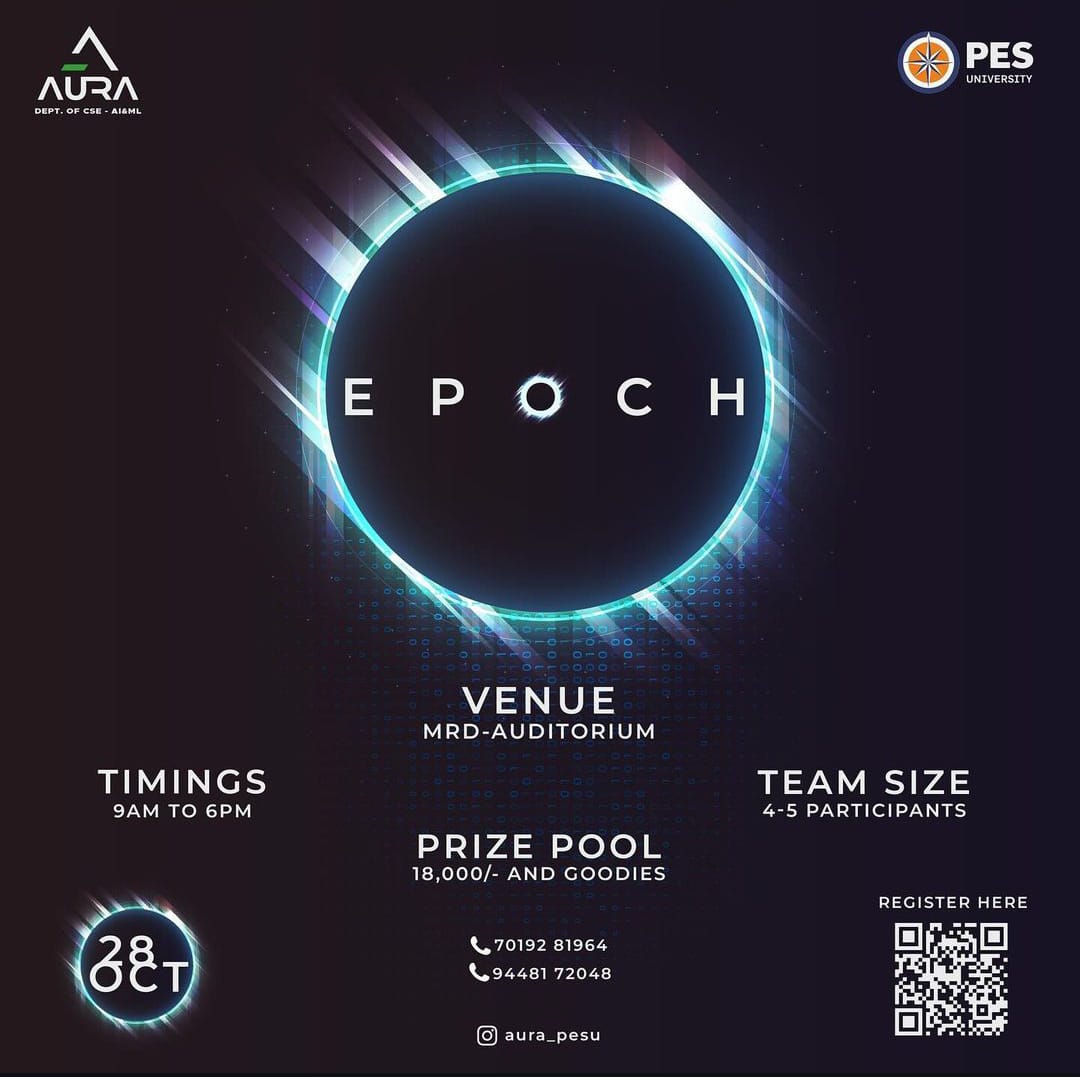 AURA
DEPT. OF CSE - AI&ML
PES
UNIVERSITY
EPOCH
VENUE
MRD-AUDITORIUM
TIMINGS
9AM TO 6PM
TEAM SIZE
4-5 PARTICIPANTS
PRIZE POOL
18,000/- AND GOODIES
28
OCT
70192 81964
94481 72048
aura_pesu
REGISTER HERE